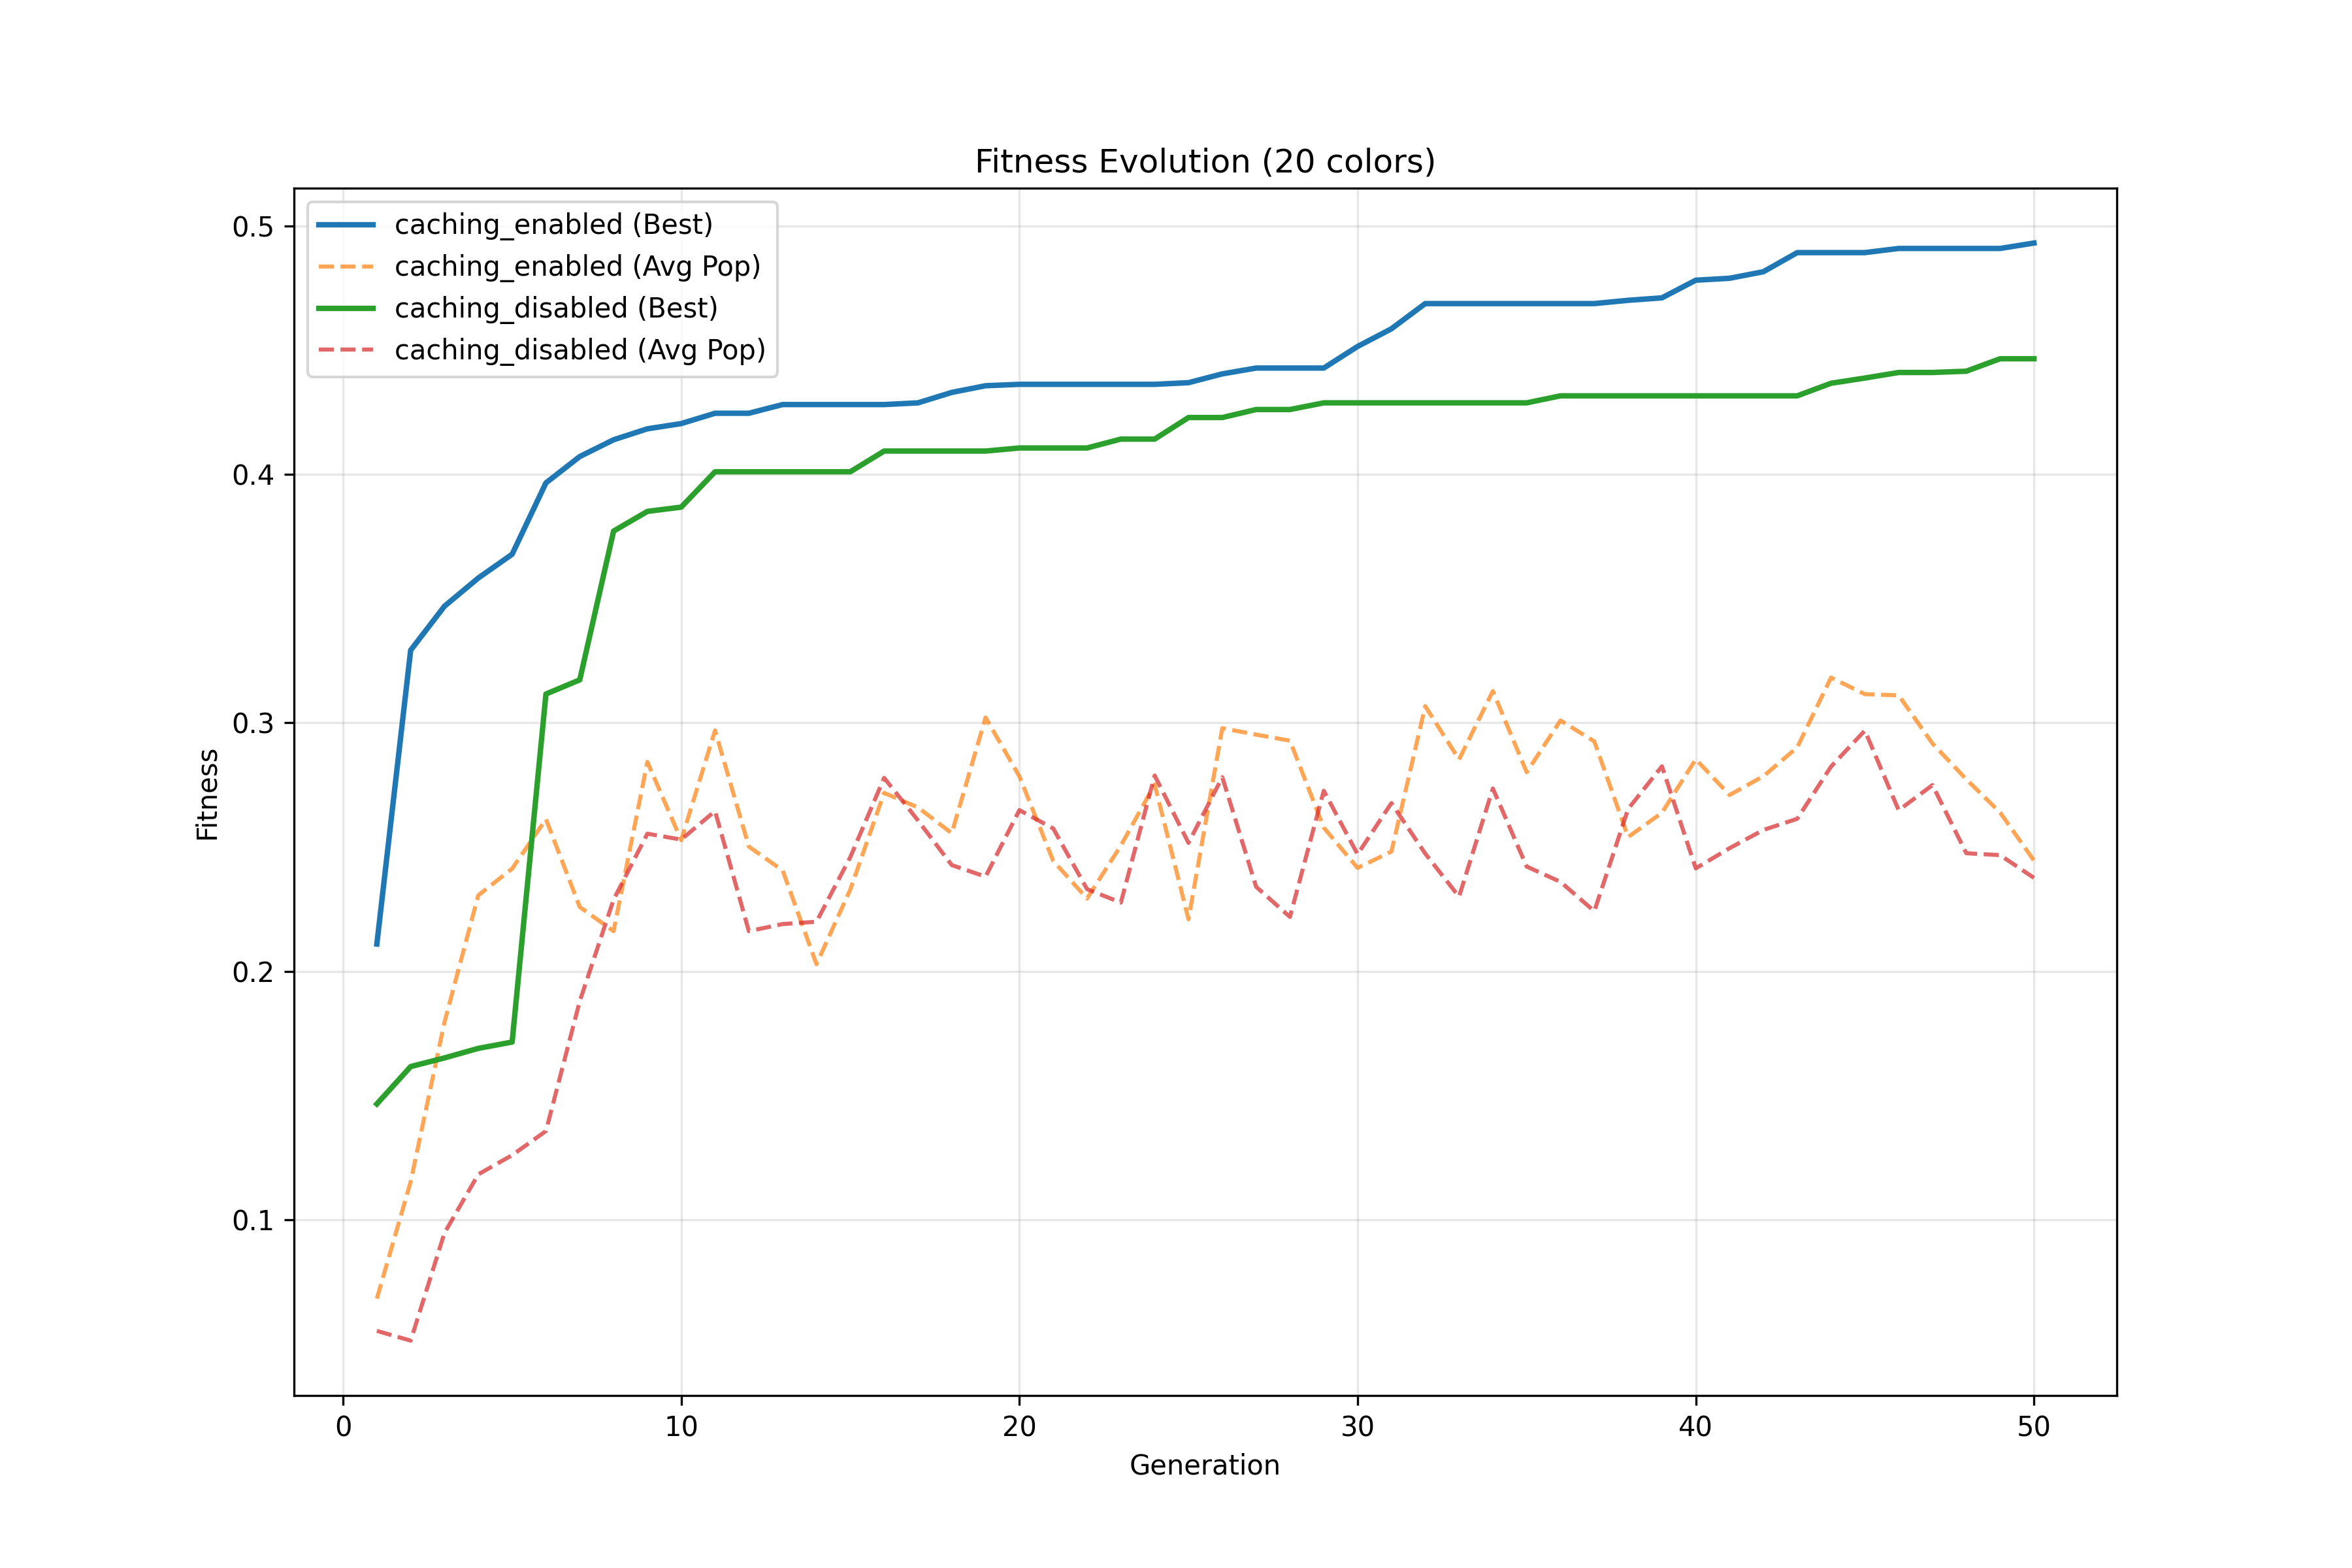 Fitness Evolution (20 colors)
caching_enabled (Best)
caching_enabled (Avg Pop)
caching_disabled (Best)
caching_disabled (Avg Pop)
0.5
0.4
0.3
0.2
0.1
Fitness
0 10 20 30 40 50
Generation